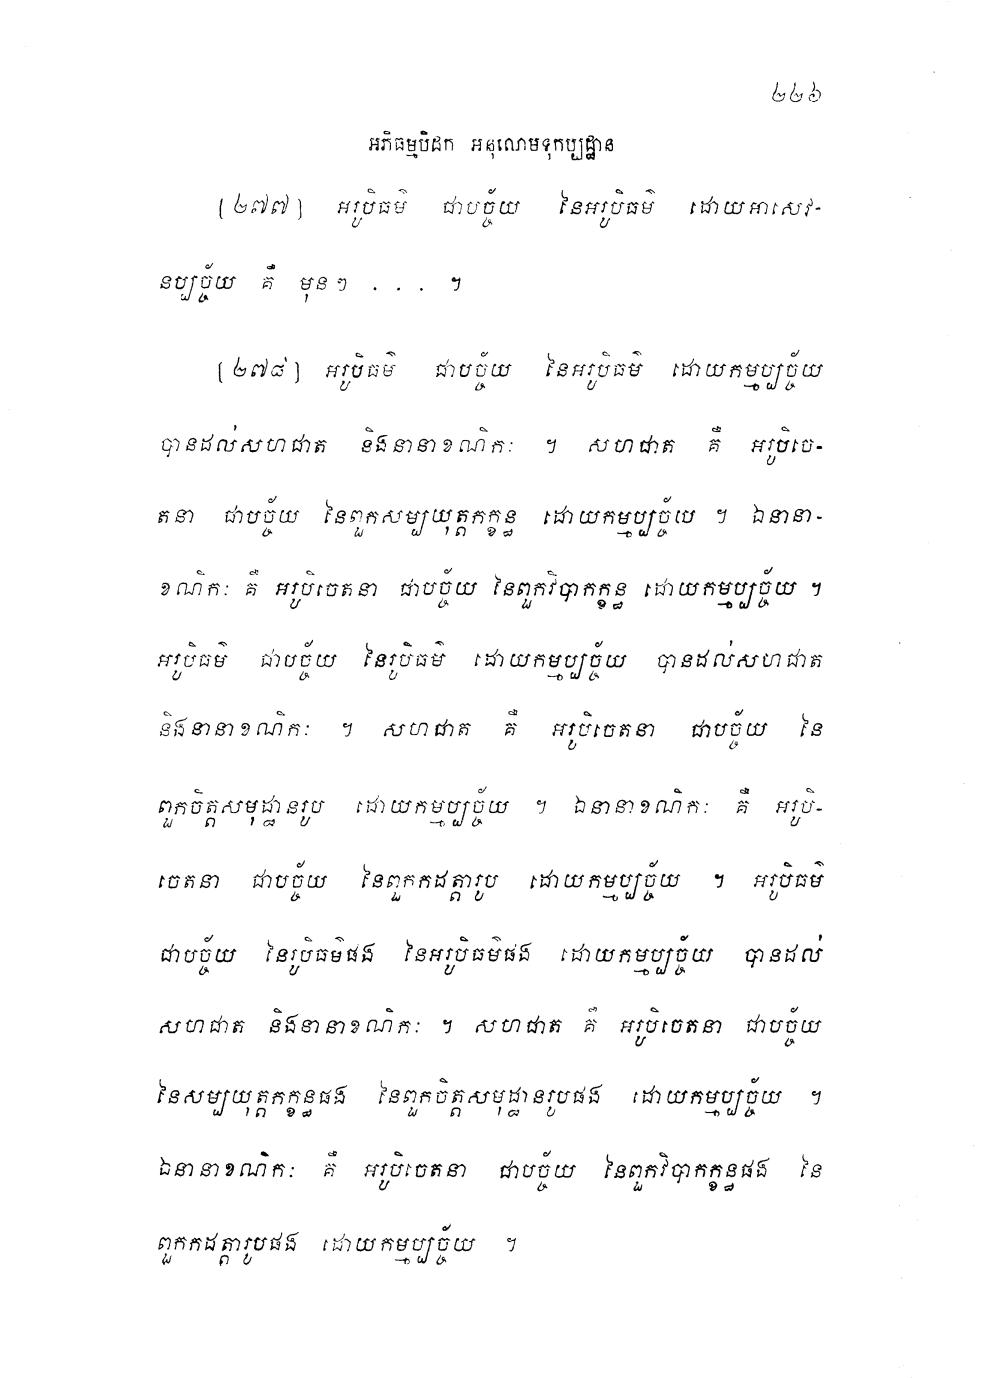 ២២៦
អភិធម្មបិដក អនុលោមទុកប្បដ្ឋាន
[២៧៧] អរូបិធម៌ ជាបច្ច័យ នៃអរូបិធម៌ ដោយអាសេវ-
នប្បច្ច័យ គឺ មុនៗ . . . ។
[២៧៨] អរូបិធម៌ ជាបច្ច័យ នៃអរូបិធម៌ ដោយកម្មប្បច្ច័យ
បានដល់សហជាត និងនានាខណិកៈ ។ សហជាត គឺ អរូបិចេ-
តនា ជាបច្ច័យ នៃពួកសម្បយុត្តកក្ខន្ធ ដោយកម្មប្បច្ច័យ ។ ឯនានា-
ខណិកៈ គឺ អរូបិចេតនា ជាបច្ច័យ នៃពួកវិបាកក្ខន្ធ ដោយកម្មប្បច្ច័យ ។
អរូបិធម៌ ជាបច្ច័យ នៃរូបិធម៌ ដោយកម្មប្បច្ច័យ បានដល់សហជាត
និងនានាខណិកៈ ។ សហជាត គឺ អរូបិចេតនា ជាបច្ច័យ នៃ
ពួកចិត្តសមុដ្ឋានរូប ដោយកម្មប្បច្ច័យ ។ ឯនានាខណិកៈ គឺ អរូបិ-
ចេតនា ជាបច្ច័យ នៃពួកកដត្តារូប ដោយកម្មប្បច្ច័យ ។ អរូបិធម៌
ជាបច្ច័យ នៃរូបិធម៌ផង នៃអរូបិធម៌ផង ដោយកម្មប្បច្ច័យ បានដល់
សហជាត និងនានាខណិកៈ ។ សហជាត គឺ អរូបិចេតនា ជាបច្ច័យ
នៃសម្បយុត្តកក្ខន្ធផង នៃពួកចិត្តសមុដ្ឋានរូបផង ដោយកម្មប្បច្ច័យ ។
ឯនានាខណិកៈ គឺ អរូបិចេតនា ជាបច្ច័យ នៃពួកវិបាកក្ខន្ធផង នៃ
ពួកកដត្តារូបផង ដោយកម្មប្បច្ច័យ ។